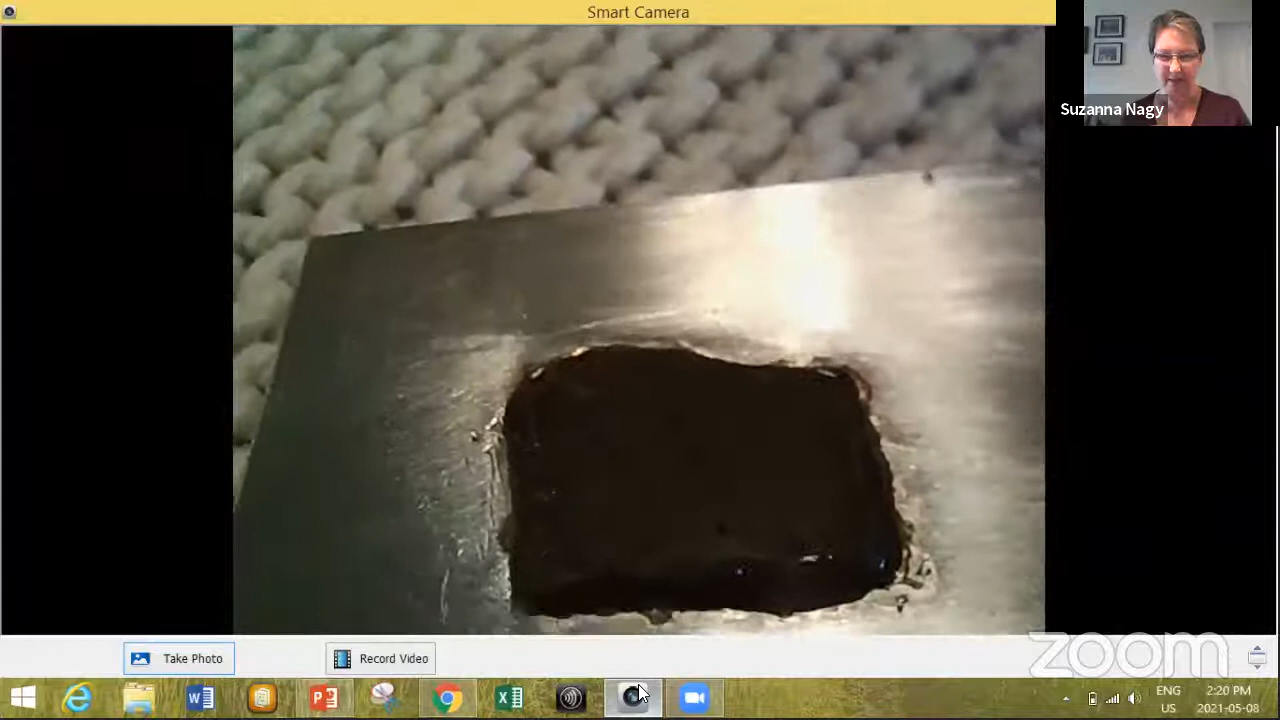 Smart Camera
Suzanna Nagy
Take Photo
Record Video
zoom
ENG
US
2:20 PM
2021-05-08